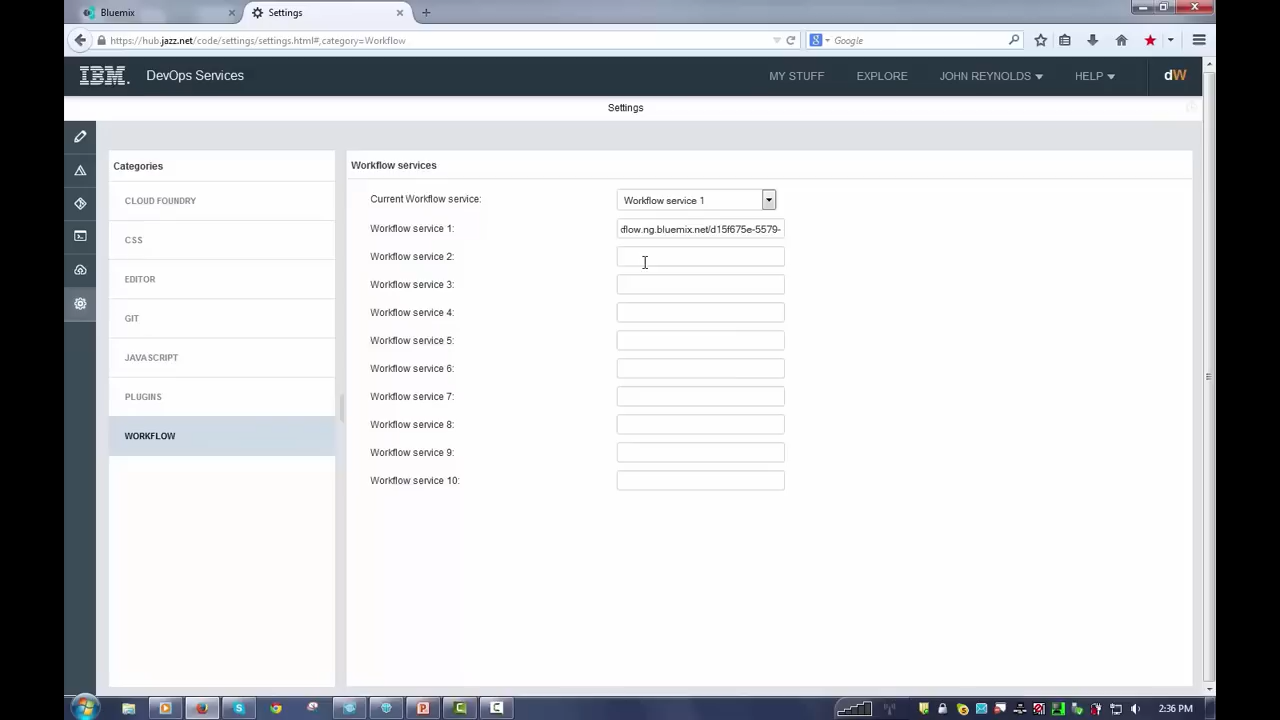 Bluemix
Settings
https://hub.jazz.net/code/settings/settings.html#,category=Workflow
Google
IBM.
DevOps Services
MY STUFF
EXPLORE
JOHN REYNOLDS
HELP
dW
Settings
Categories
CLOUD FOUNDRY
CSS
EDITOR
GIT
JAVASCRIPT
PLUGINS
WORKFLOW
Workflow services
Current Workflow service:
Workflow service 1
Workflow service 1:
dflow.ng.bluemix.net/d15f675e-5579-
Workflow service 2:
Workflow service 3:
Workflow service 4:
Workflow service 5:
Workflow service 6:
Workflow service 7:
Workflow service 8:
Workflow service 9:
Workflow service 10:
2:36 PM